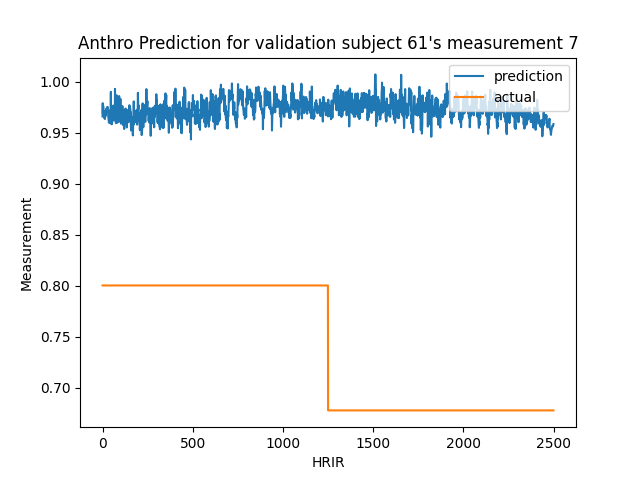 Anthro Prediction for validation subject 61's measurement 7
prediction
actual
1.00
0.95
0.90
0.85
0.80
0.75
0.70
Measurement
0
500
1000
1500
2000
2500
HRIR